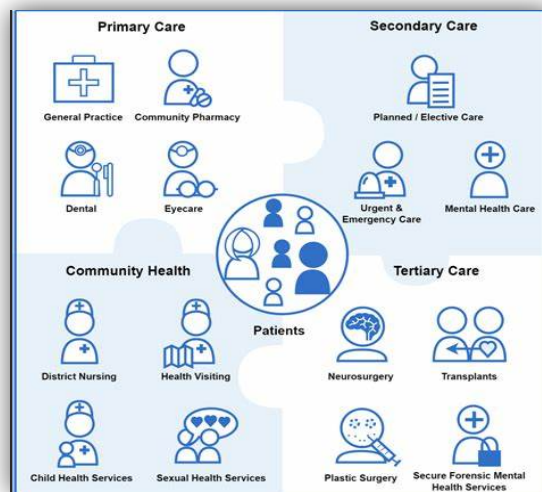 Primary Care
General Practice
Community Pharmacy
Dental
Eyecare
Secondary Care
Planned / Elective Care
Urgent &
Emergency Care
Mental Health Care
Patients
Community Health
District Nursing
Health Visiting
Child Health Services
Sexual Health Services
Tertiary Care
Neurosurgery
Transplants
Plastic Surgery
Secure Forensic Mental
Health Services